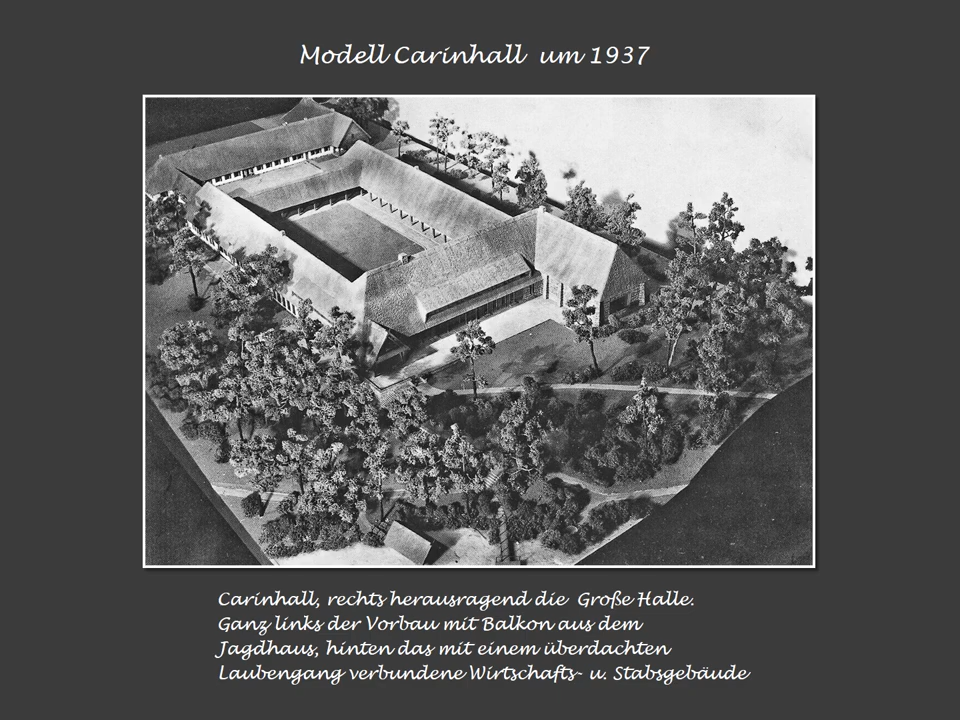 Modell Carinhall um 1937
Carinhall, rechts herausragend die Große Halle.
Ganz links der Vorbau mit Balkon aus dem
Jagdhaus, hinten das mit einem überdachten
Laubengang verbundene Wirtschafts- u. Stabsgebäude